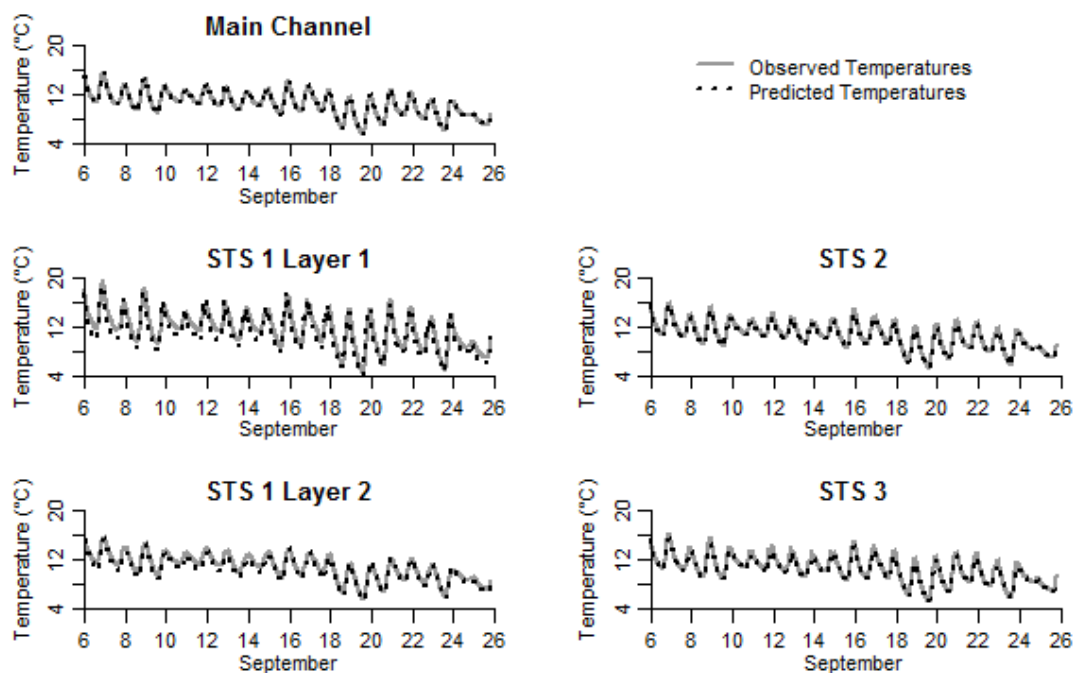 Main Channel
Temperature (°C)
20
12
4
6 8 10 12 14 16 18 20 22 24 26
September
Observed Temperatures
Predicted Temperatures
STS 1 Layer 1
Temperature (°C)
20
12
4
6 8 10 12 14 16 18 20 22 24 26
September
STS 2
Temperature (°C)
20
12
4
6 8 10 12 14 16 18 20 22 24 26
September
STS 1 Layer 2
Temperature (°C)
20
12
4
6 8 10 12 14 16 18 20 22 24 26
September
STS 3
Temperature (°C)
20
12
4
6 8 10 12 14 16 18 20 22 24 26
September